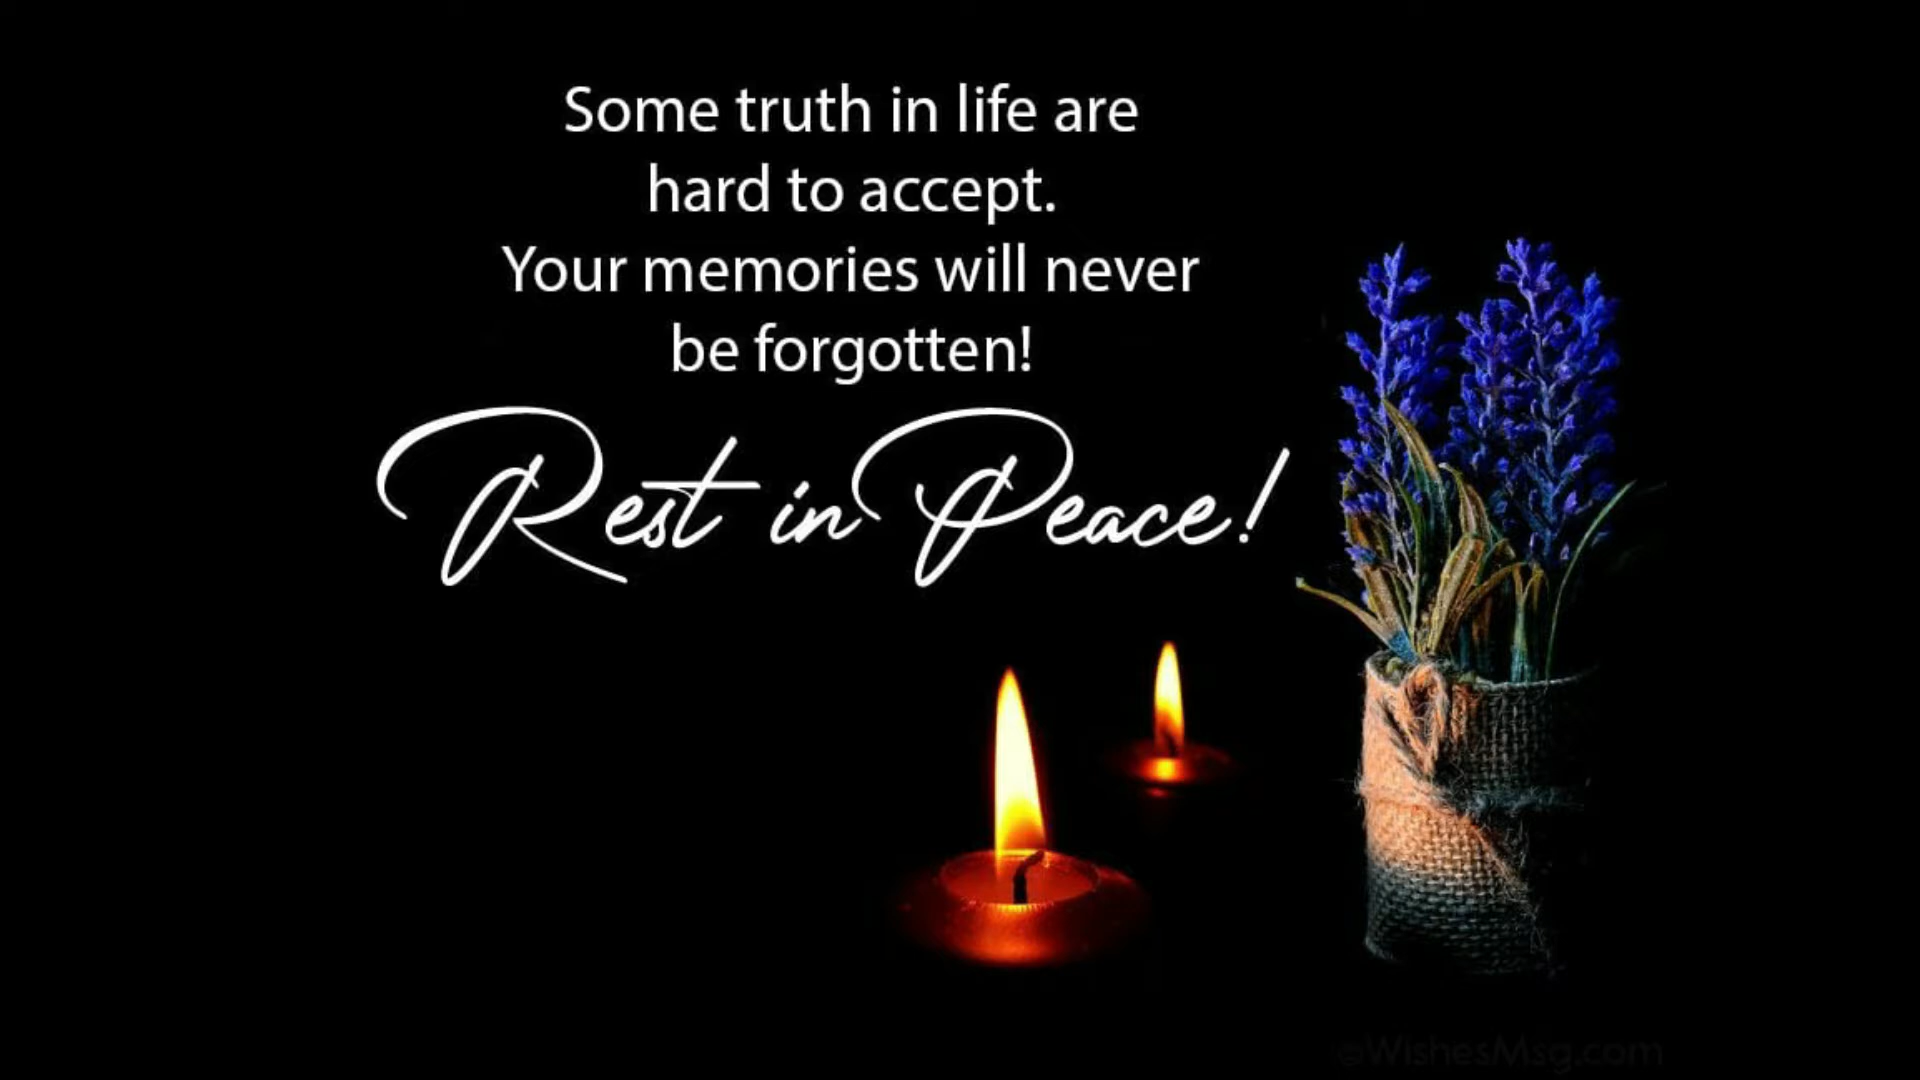 Some truth in life are
hard to accept.
Your memories will never
be forgotten!
Rest in Peace!
@WishesMsg.com